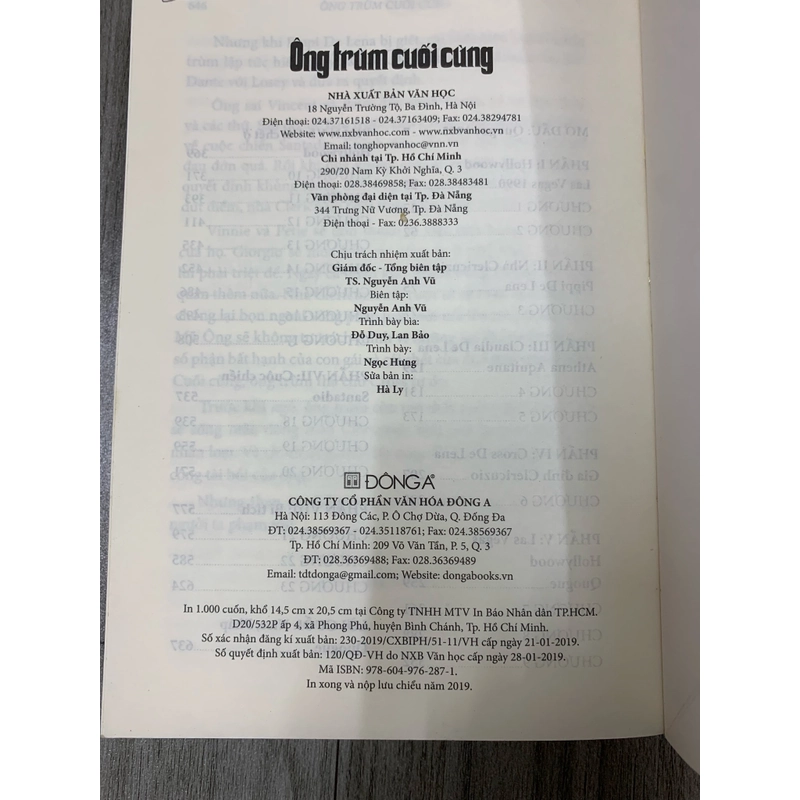 646 ÔNG TRÙM CUỐI CÙNG
Ông trùm cuối cùng
NHÀ XUẤT BẢN VĂN HỌC
18 Nguyễn Trường Tộ, Ba Đình, Hà Nội
Điện thoại: 024.37161518 - 024.37163409; Fax: 024.38294781
Website: www.nxbvanhoc.com - www.nxbvanhoc.vn
Email: tonghopvanhoc@vnn.vn
Chi nhánh tại Tp. Hồ Chí Minh
290/20 Nam Kỳ Khởi Nghĩa, Q. 3
Điện thoại: 028.38469858; Fax: 028.38483481
Văn phòng đại diện tại Tp. Đà Nẵng
344 Trưng Nữ Vương, Tp. Đà Nẵng
Điện thoại - Fax: 0236.3888333
Chịu trách nhiệm xuất bản:
Giám đốc - Tổng biên tập
TS. Nguyễn Anh Vũ
Biên tập:
Nguyễn Anh Vũ
Trình bày bìa:
Đỗ Duy, Lan Bảo
Trình bày:
Ngọc Hưng
Sửa bản in:
Hà Ly
ĐÔNG A
CÔNG TY CỔ PHẦN VĂN HÓA ĐÔNG A
Hà Nội: 113 Đông Các, P. Ô Chợ Dừa, Q. Đống Đa
ĐT: 024.38569367 - 024.35118761; Fax: 024.38569367
Tp. Hồ Chí Minh: 209 Võ Văn Tần, P. 5, Q. 3
ĐT: 028.36369488; Fax: 028.36369489
Email: tdtdonga@gmail.com; Website: dongabooks.vn
In 1.000 cuốn, khổ 14,5 cm x 20,5 cm tại Công ty TNHH MTV In Báo Nhân dân TP.HCM.
D20/532P ấp 4, xã Phong Phú, huyện Bình Chánh, Tp. Hồ Chí Minh.
Số xác nhận đăng kí xuất bản: 230-2019/CXBIPH/51-11/VH cấp ngày 21-01-2019.
Số quyết định xuất bản: 120/QĐ-VH do NXB Văn học cấp ngày 28-01-2019.
Mã ISBN: 978-604-976-287-1.
In xong và nộp lưu chiểu năm 2019.